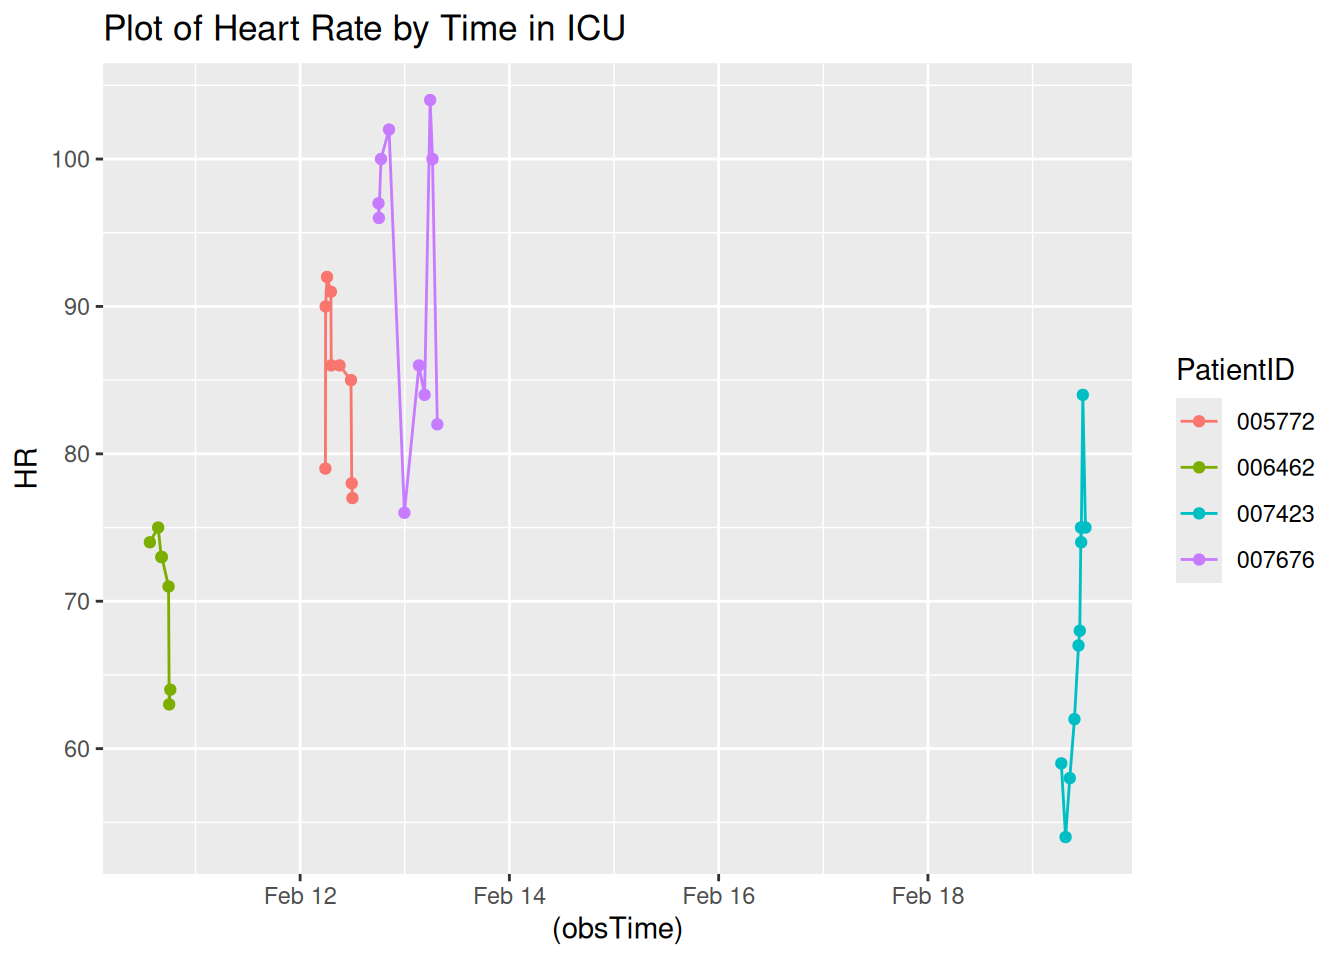 Plot of Heart Rate by Time in ICU
100
90
80
70
60
HR
Feb 12
Feb 14
Feb 16
Feb 18
(obsTime)
PatientID
005772
006462
007423
007676